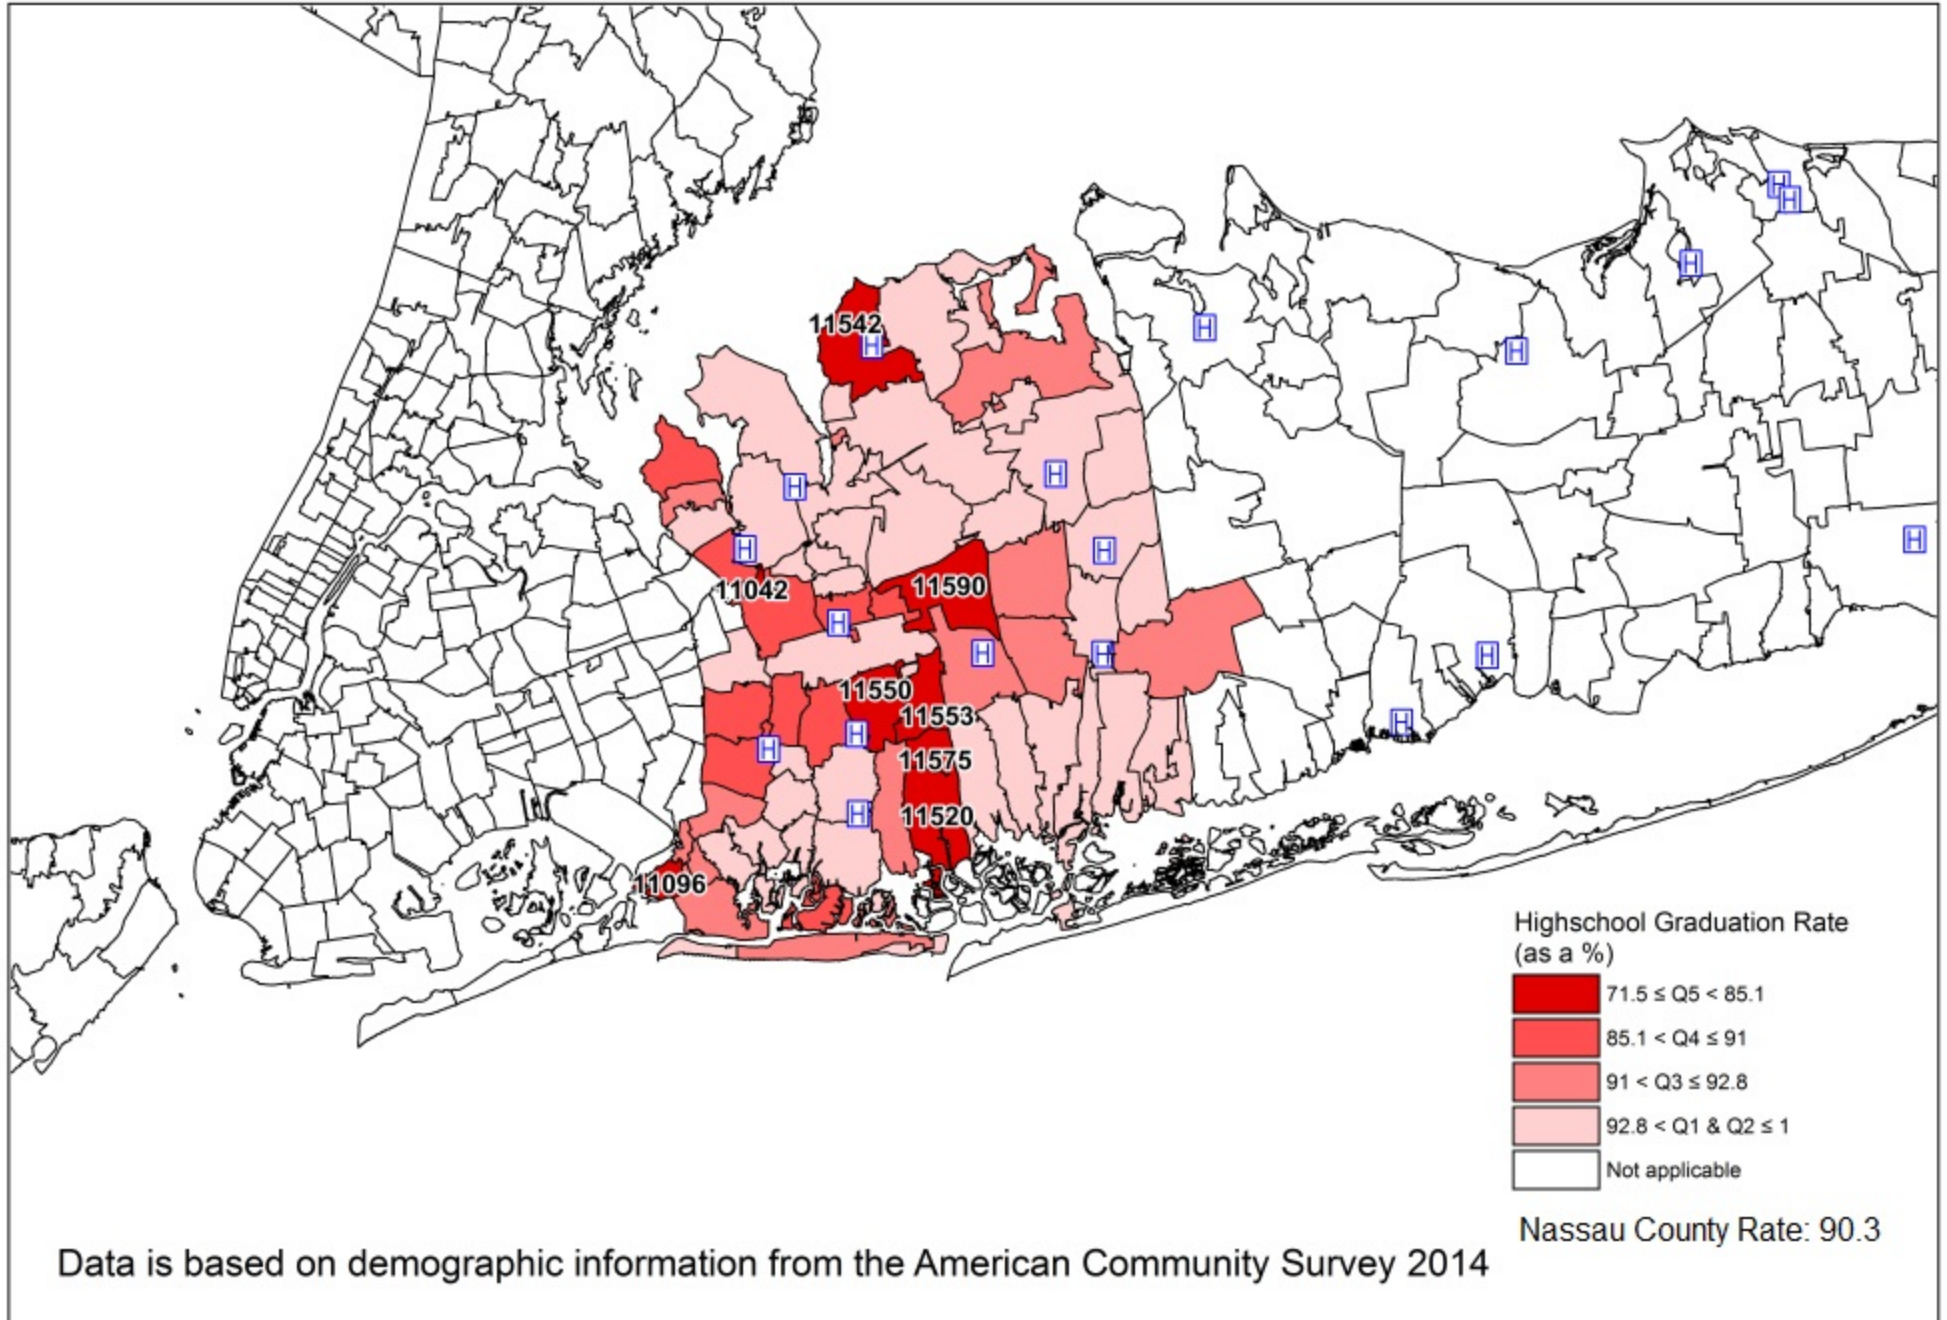 11542
H
H
H
H
H
H
H
H
H
H
H
H
11042
11590
H
H
H
H
H
11550
11553
H
H
H
11575
11520
H
11096
Highschool Graduation Rate
(as a %)
71.5 ≤ Q5 < 85.1
85.1 < Q4 ≤ 91
91 < Q3 ≤ 92.8
92.8 < Q1 & Q2 ≤ 1
Not applicable
Nassau County Rate: 90.3
Data is based on demographic information from the American Community Survey 2014